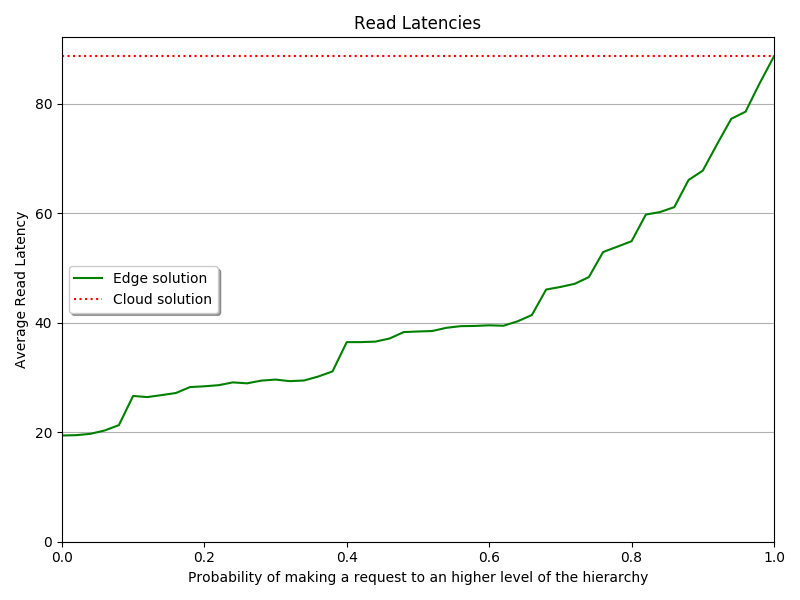 Read Latencies
Average Read Latency
80
60
40
20
0
Edge solution
Cloud solution
0.0 0.2 0.4 0.6 0.8 1.0
Probability of making a request to an higher level of the hierarchy